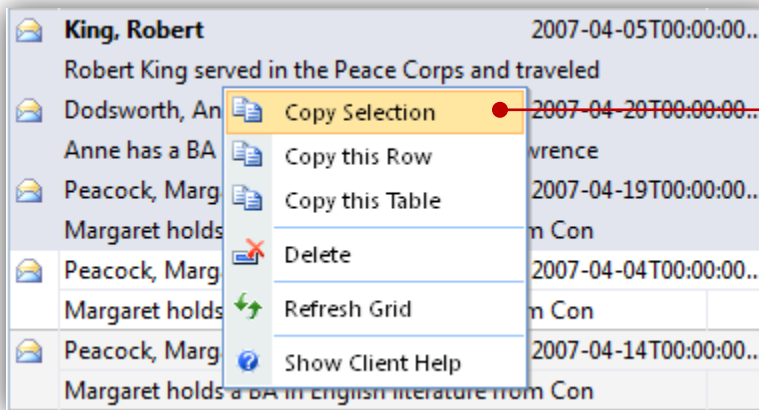 King, Robert 2007-04-05T00:00:00...
Robert King served in the Peace Corps and traveled
Dodsworth, An 2007-04-20T00:00:00...
Copy Selection
Anne has a BA wrence
Copy this Row
Peacock, Marg 2007-04-19T00:00:00...
Copy this Table
Margaret holds m Con
Delete
Peacock, Marg 2007-04-04T00:00:00...
Margaret holds m Con
Refresh Grid
Peacock, Marg 2007-04-14T00:00:00...
Show Client Help
Margaret holds a BA in English literature from Con